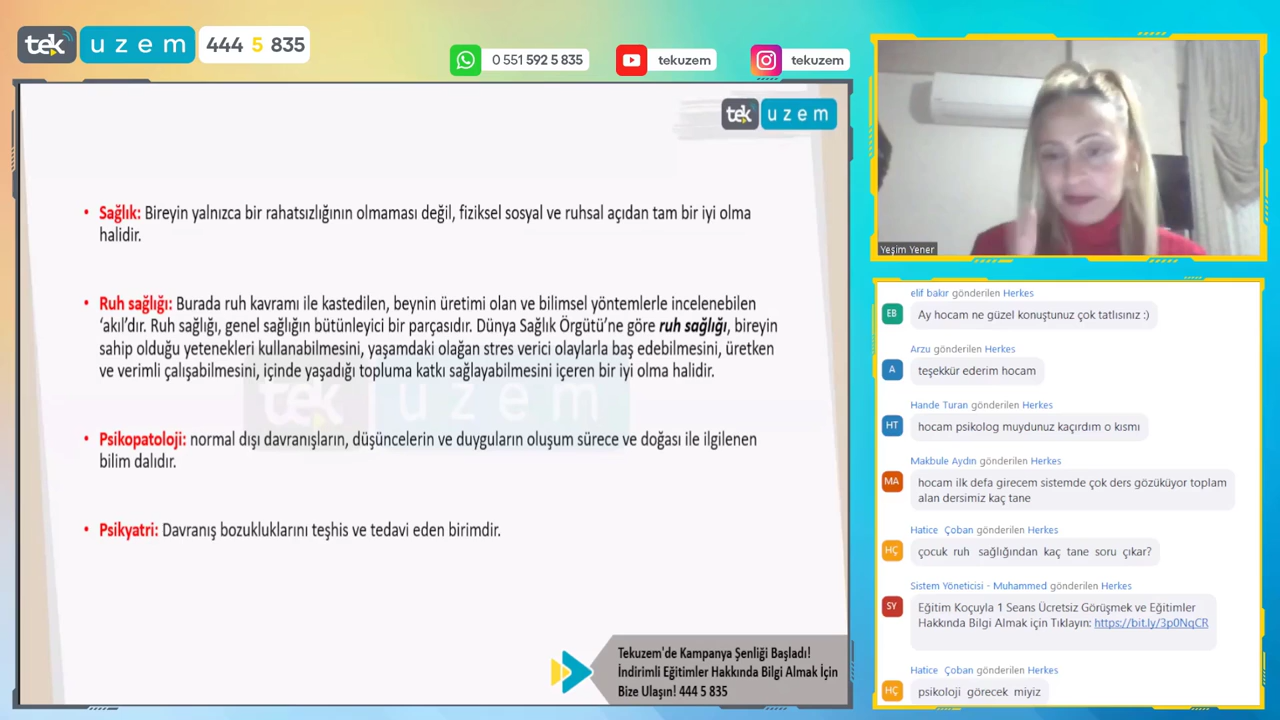 tek uzem 444 5 835
0 551 592 5 835
tekuzem
tekuzem
tek uzem
• Sağlık: Bireyin yalnızca bir rahatsızlığının olmaması değil, fiziksel sosyal ve ruhsal açıdan tam bir iyi olma
halidir.
• Ruh sağlığı: Burada ruh kavramı ile kastedilen, beynin üretimi olan ve bilimsel yöntemlerle incelenebilen
‘akıl’dır. Ruh sağlığı, genel sağlığın bütünleyici bir parçasıdır. Dünya Sağlık Örgütü’ne göre ruh sağlığı, bireyin
sahip olduğu yetenekleri kullanabilmesini, yaşamdaki olağan stres verici olaylarla baş edebilmesini, üretken
ve verimli çalışabilmesini, içinde yaşadığı topluma katkı sağlayabilmesini içeren bir iyi olma halidir.
tek uzem
• Psikopatoloji: normal dışı davranışların, düşüncelerin ve duyguların oluşum sürece ve doğası ile ilgilenen
bilim dalıdır.
• Psikyatri: Davranış bozukluklarını teşhis ve tedavi eden birimdir.
Tekuzem'de Kampanya Şenliği Başladı!
İndirimli Eğitimler Hakkında Bilgi Almak İçin
Bize Ulaşın! 444 5 835
Yeşim Yener
elif bakır gönderilen Herkes
EB
Ay hocam ne güzel konuştunuz çok tatlısınız :)
Arzu gönderilen Herkes
A
teşekkür ederim hocam
Hande Turan gönderilen Herkes
HT
hocam psikolog muydunuz kaçırdım o kısmı
Makbule Aydın gönderilen Herkes
MA
hocam ilk defa girecem sistemde çok ders gözüküyor toplam
alan dersimiz kaç tane
Hatice Çoban gönderilen Herkes
HÇ
çocuk ruh sağlığından kaç tane soru çıkar?
Sistem Yöneticisi - Muhammed gönderilen Herkes
SY
Eğitim Koçuyla 1 Seans Ücretsiz Görüşmek ve Eğitimler
Hakkında Bilgi Almak için Tıklayın: https://bit.ly/3p0NqCR
Hatice Çoban gönderilen Herkes
HÇ
psikoloji görecek miyiz